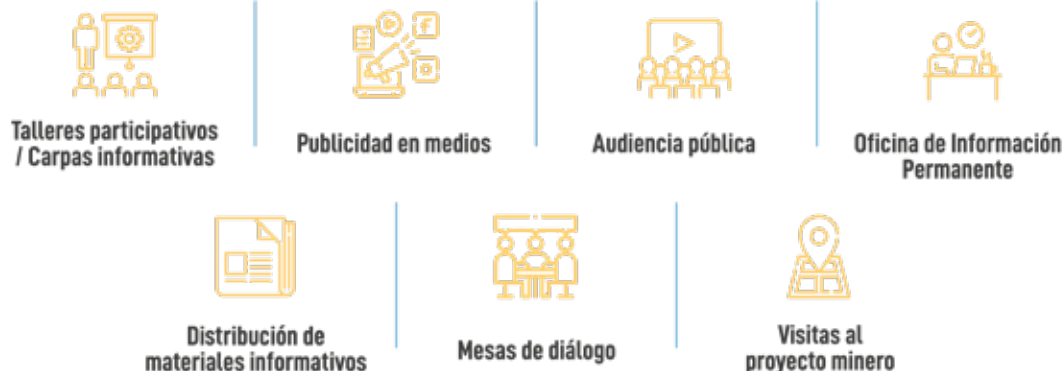 Talleres participativos
/ Carpas informativas
Publicidad en medios
Audiencia pública
Oficina de Información
Permanente
Distribución de
materiales informativos
Mesas de diálogo
Visitas al
proyecto minero